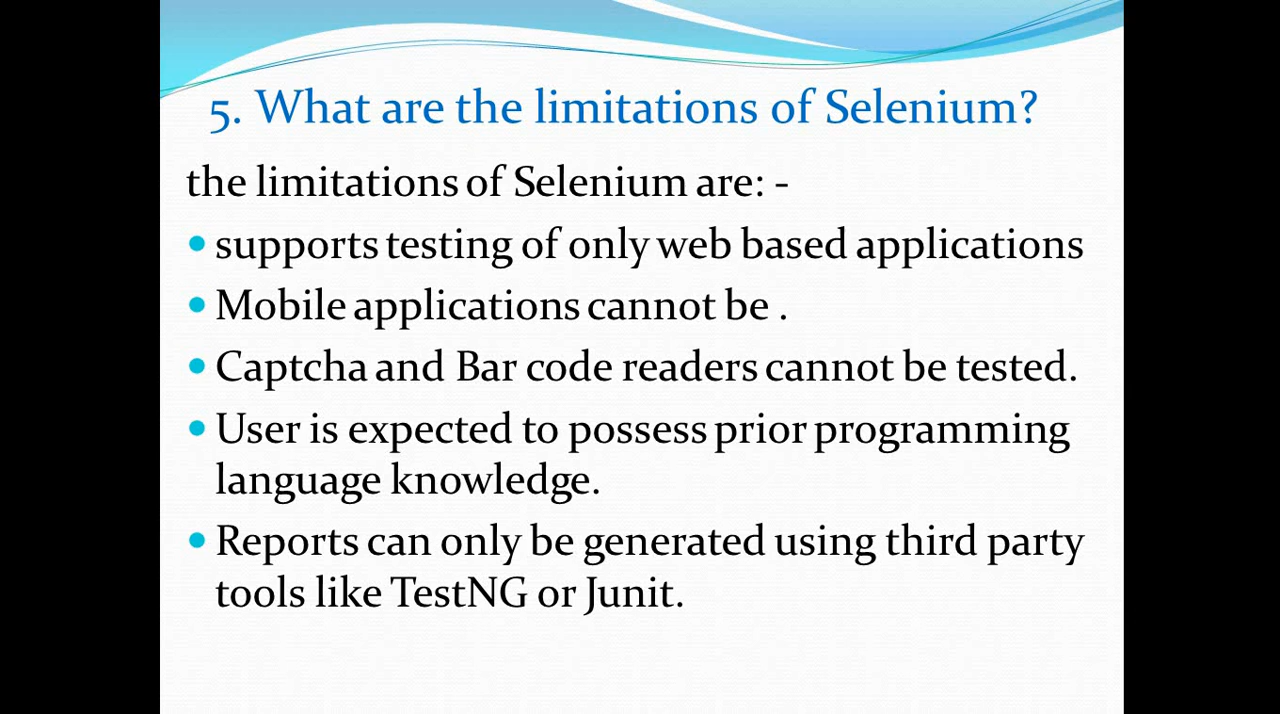 5. What are the limitations of Selenium?
the limitations of Selenium are: -
• supports testing of only web based applications
• Mobile applications cannot be .
• Captcha and Bar code readers cannot be tested.
• User is expected to possess prior programming
language knowledge.
• Reports can only be generated using third party
tools like TestNG or Junit.